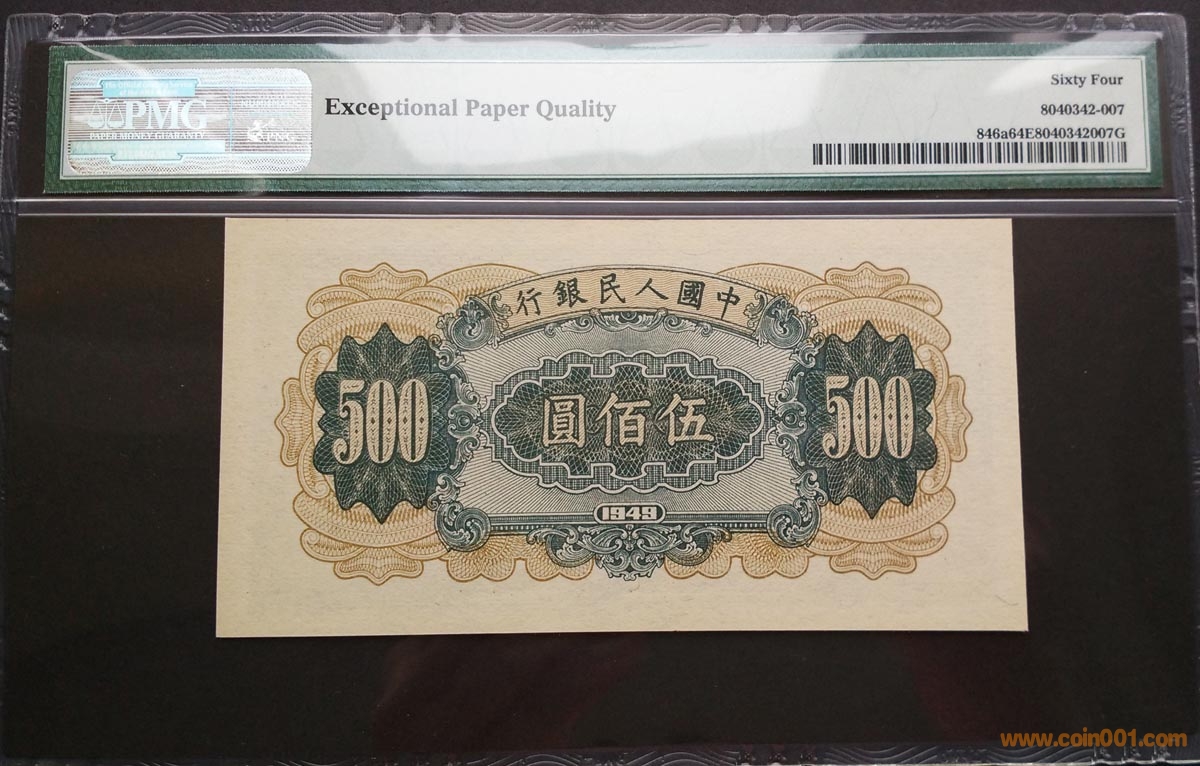 PMG
Exceptional Paper Quality
Sixty Four
8040342-007
中國人民銀行
500
伍佰圓
500
1949
www.coin001.com